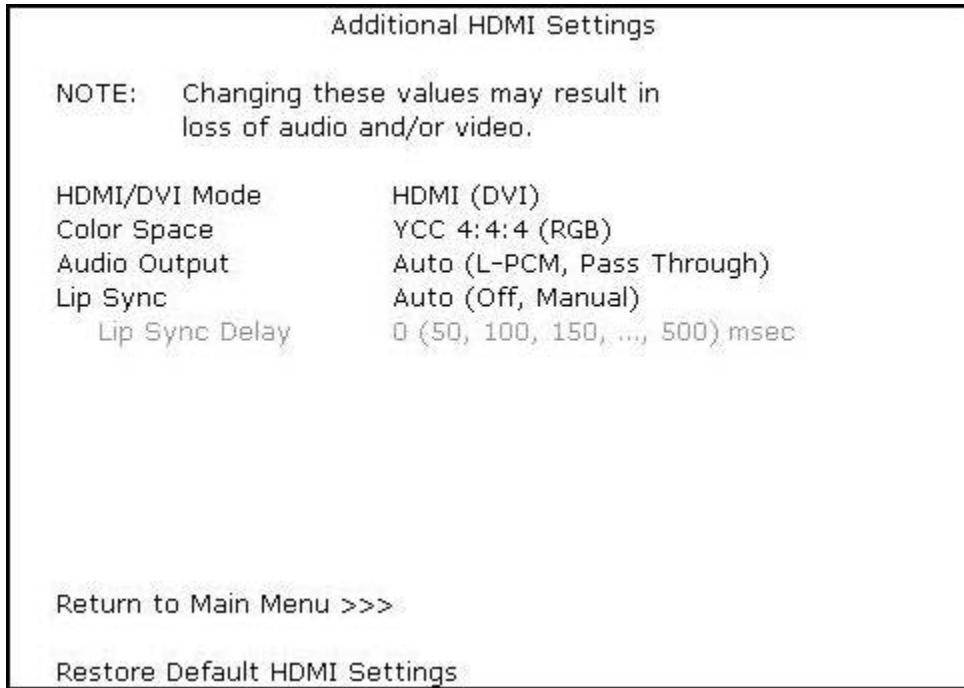 Additional HDMI Settings
NOTE: Changing these values may result in
loss of audio and/or video.
HDMI/DVI Mode HDMI (DVI)
Color Space YCC 4:4:4 (RGB)
Audio Output Auto (L-PCM, Pass Through)
Lip Sync Auto (Off, Manual)
Lip Sync Delay 0 (50, 100, 150, ..., 500) msec
Return to Main Menu >>>
Restore Default HDMI Settings